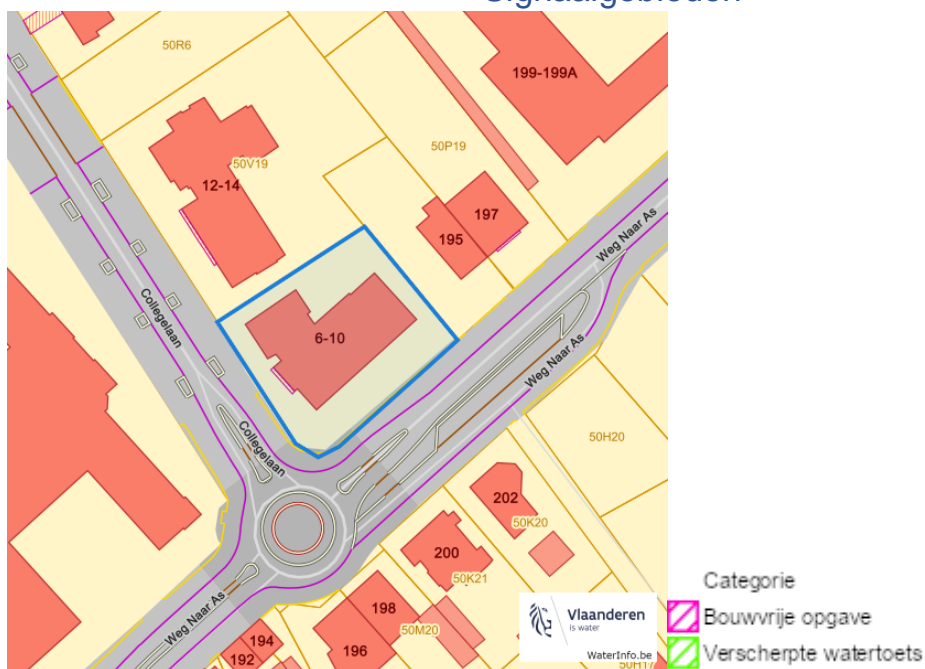 Signaalgebieden
50R6
199-199A
50P19
50V19
12-14
197
195
Weg Naar As
Collegelaan
6-10
Weg Naar As
50H20
Collegelaan
202
50K20
200
50K21
198
50M20
196
194
192
Weg Naar As
Vlaanderen
is water
WaterInfo.be
50H17
Categorie
Bouwvrije opgave
Verscherpte watertoets